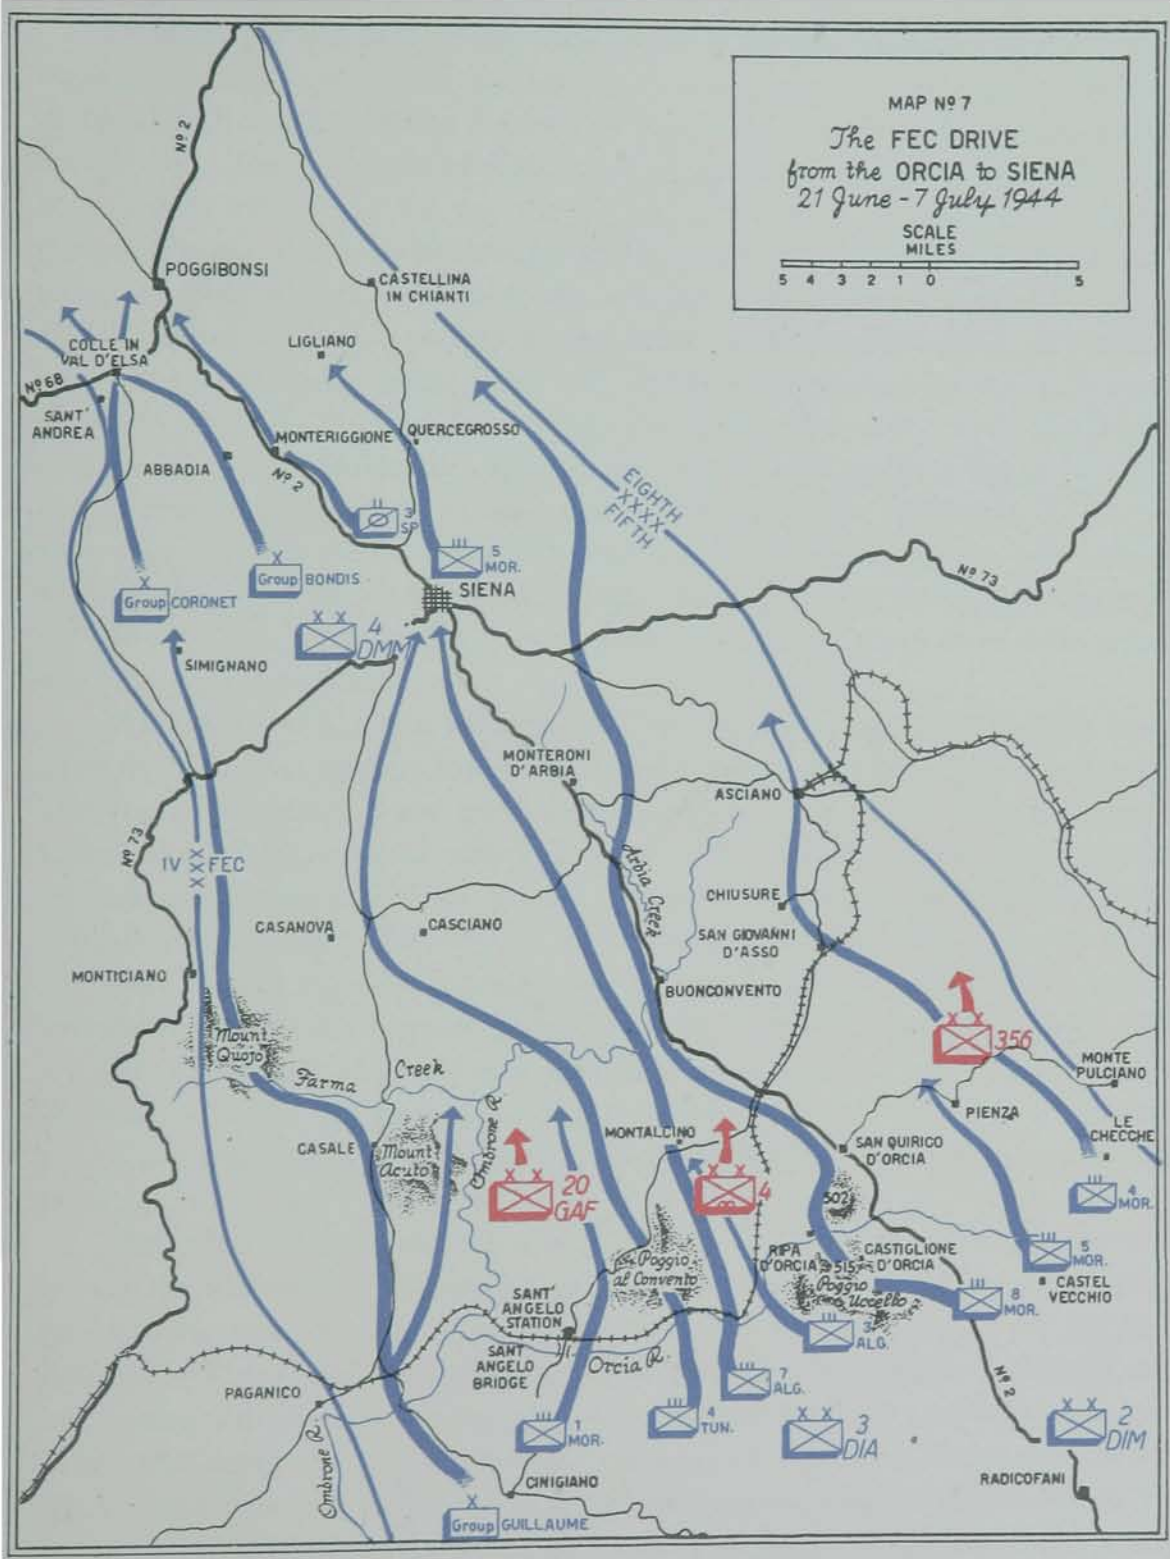 MAP Nº 7
The FEC DRIVE
from the ORCIA to SIENA
21 June - 7 July 1944
SCALE
MILES
5 4 3 2 1 0 5
Nº 2
POGGIBONSI
CASTELLINA
IN CHIANTI
COLLE IN
VAL D'ELSA
LIGLIANO
Nº 68
SANT'
ANDREA
ABBADIA
MONTERIGGIONE
QUERCEGROSSO
Nº 2
EIGHTH
XXXX
FIFTH
3
SP
5
MOR.
SIENA
X
Group BONDIS
X
Group CORONET
X X
4
DMM
Nº 73
SIMIGNANO
MONTERONI
D'ARBIA
ASCIANO
Nº 73
IV XXX FEC
Arbia Creek
CHIUSURE
CASANOVA
CASCIANO
SAN GIOVANNI
D'ASSO
MONTICIANO
BUONCONVENTO
Mount
Quojo
X X
356
MONTE
PULCIANO
Farma Creek
PIENZA
Ombrone R.
LE
CHECCHE
CASALE
Mount
Acuto
MONTALCINO
SAN QUIRICO
D'ORCIA
X X
20
GAF
X X
4
502
4
MOR.
RIPA
D'ORCIA
CASTIGLIONE
D'ORCIA
5
MOR.
Poggio
al Convento
515
Poggio
Uccello
CASTEL
VECCHIO
8
MOR.
SANT'
ANGELO
STATION
3
ALG.
SANT
ANGELO
BRIDGE
Orcia R.
7
ALG.
Nº 2
PAGANICO
1
MOR.
4
TUN.
X X
3
DIA
X X
2
DIM
Ombrone R.
CINIGIANO
RADICOFANI
X
Group GUILLAUME